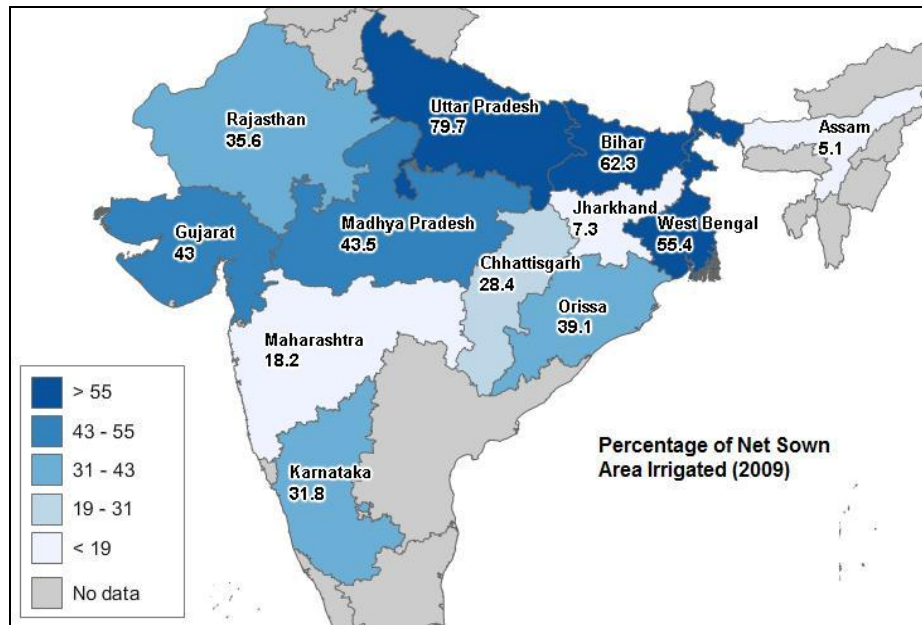 Rajasthan
35.6
Uttar Pradesh
79.7
Bihar
62.3
Assam
5.1
Gujarat
43
Madhya Pradesh
43.5
Jharkhand
7.3
West Bengal
55.4
Chhattisgarh
28.4
Orissa
39.1
Maharashtra
18.2
Karnataka
31.8
> 55
43 - 55
31 - 43
19 - 31
< 19
No data
Percentage of Net Sown
Area Irrigated (2009)